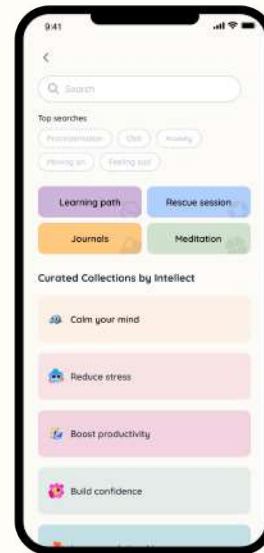 9:41
Search
Top searches
Procrastination Chill Anxiety
Moving on Feeling sad
Learning path Rescue session
Journals Meditation
Curated Collections by Intellect
Calm your mind
Reduce stress
Boost productivity
Build confidence